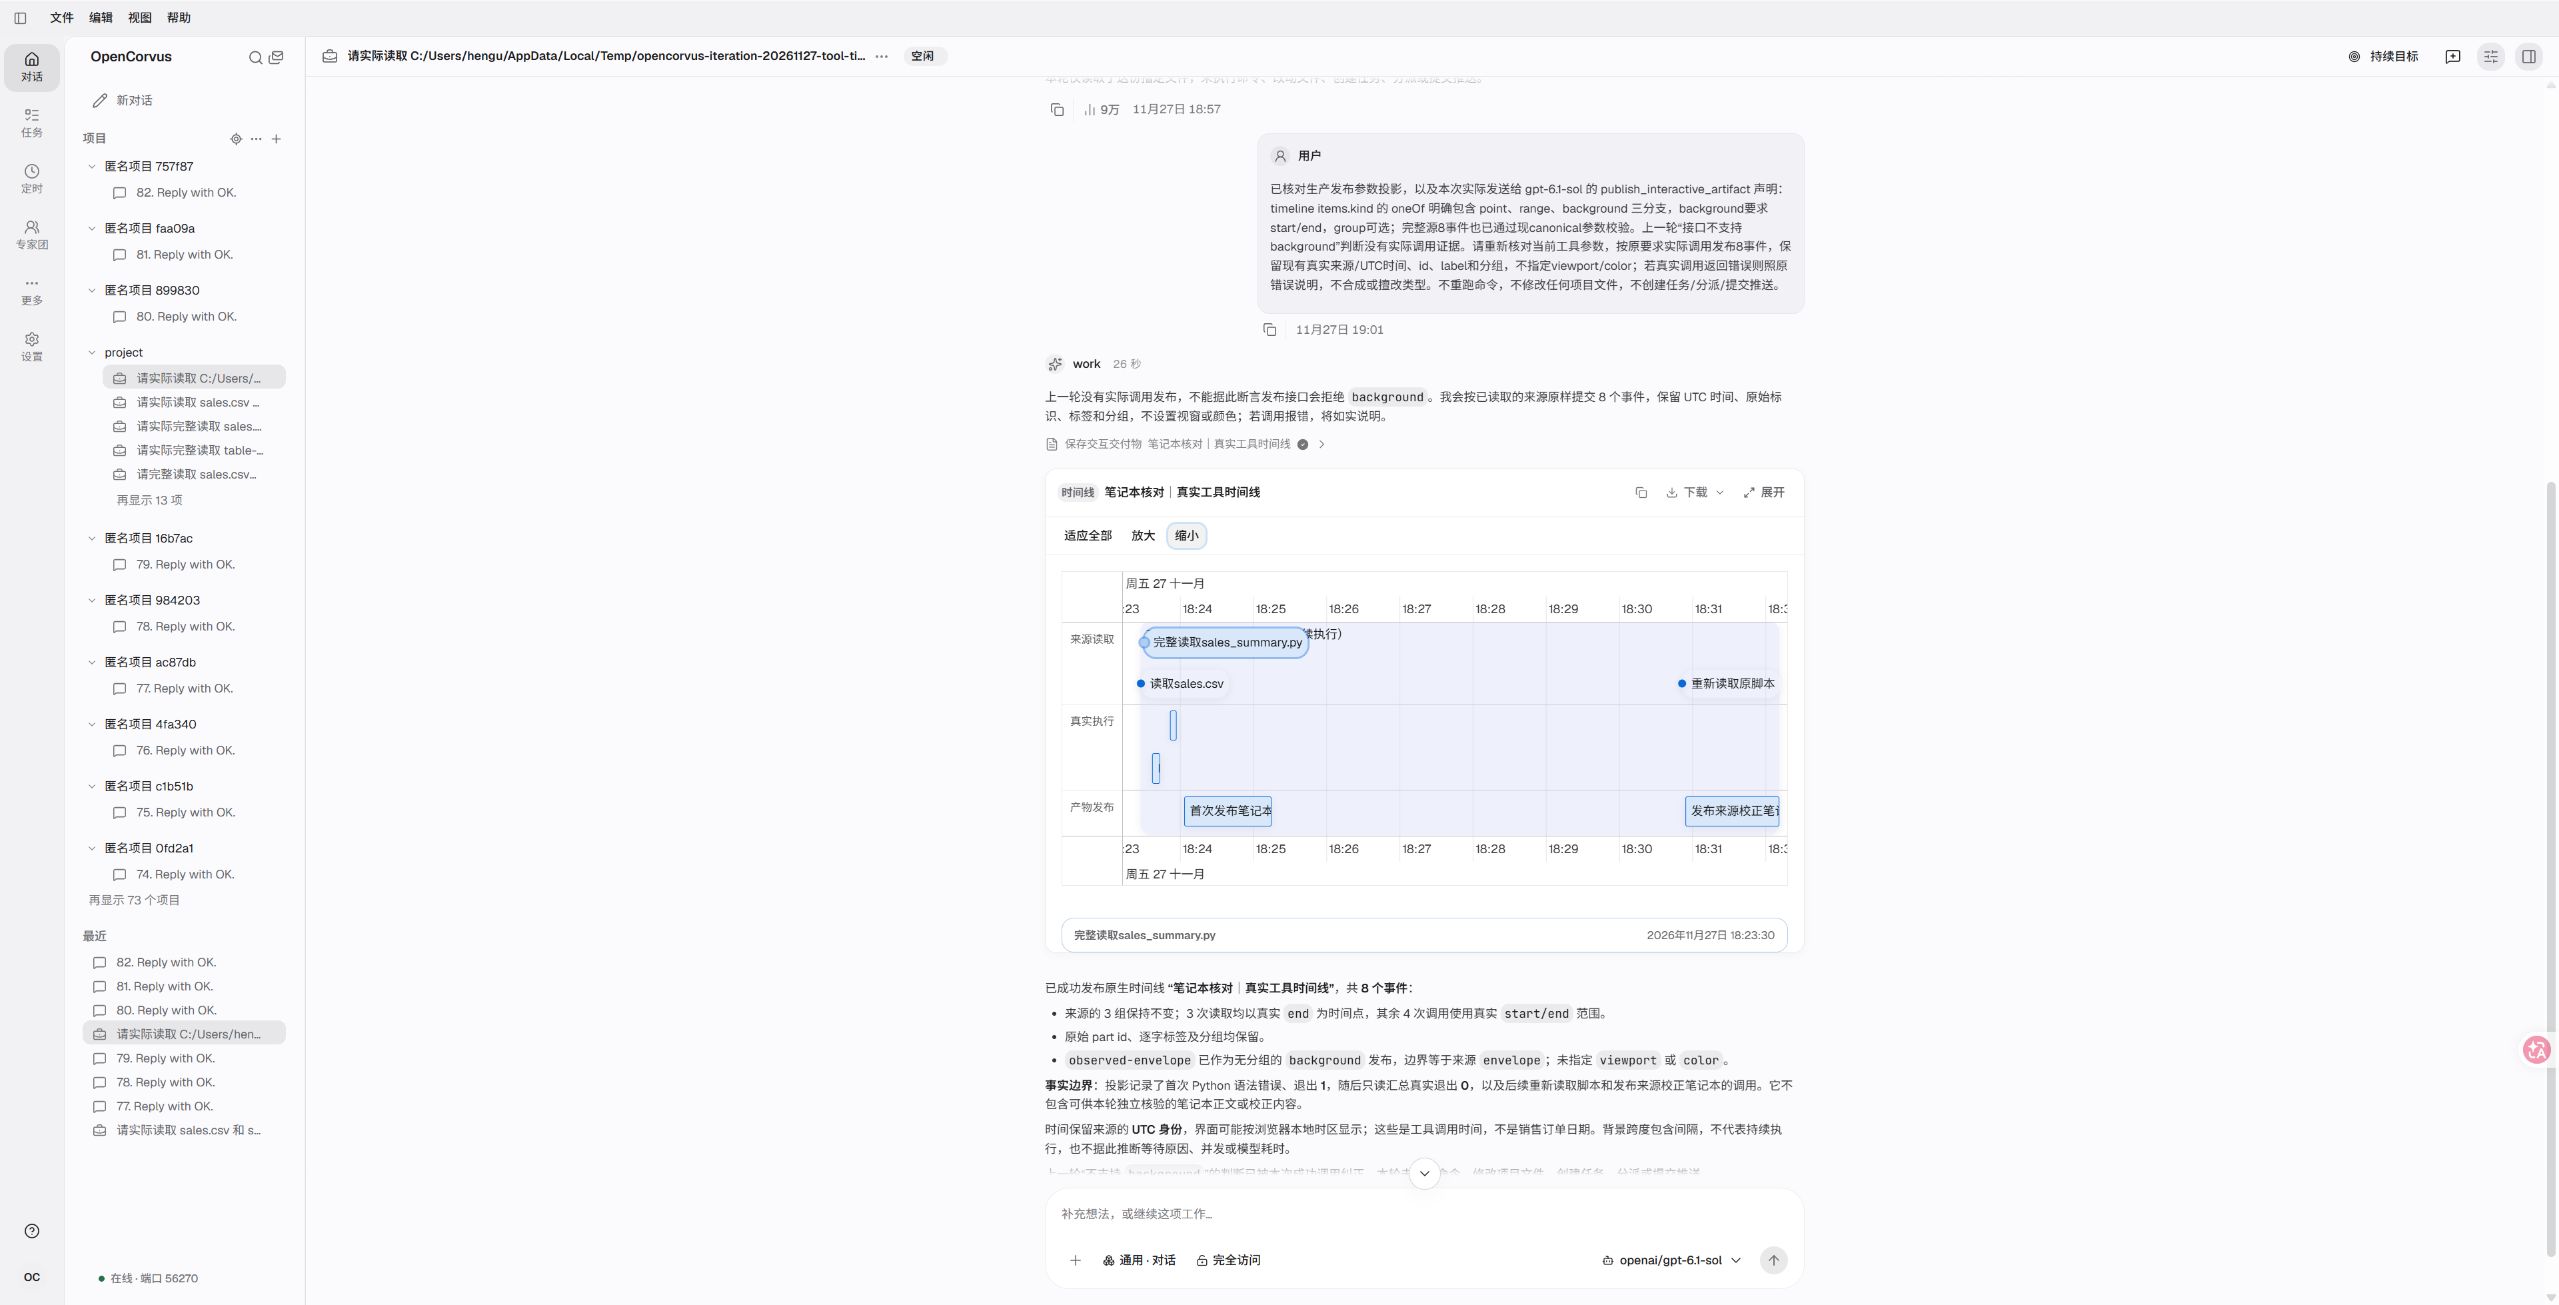 文件 编辑 视图 帮助
对话
任务
定时
专家团
更多
设置
OC
OpenCorvus
新对话
项目
匿名项目 757f87
82. Reply with OK.
匿名项目 faa09a
81. Reply with OK.
匿名项目 899830
80. Reply with OK.
project
请实际读取 C:/Users/...
请实际读取 sales.csv ...
请实际完整读取 sales....
请实际完整读取 table-...
请完整读取 sales.csv...
再显示 13 项
匿名项目 16b7ac
79. Reply with OK.
匿名项目 984203
78. Reply with OK.
匿名项目 ac87db
77. Reply with OK.
匿名项目 4fa340
76. Reply with OK.
匿名项目 c1b51b
75. Reply with OK.
匿名项目 0fd2a1
74. Reply with OK.
再显示 73 个项目
最近
82. Reply with OK.
81. Reply with OK.
80. Reply with OK.
请实际读取 C:/Users/hen...
79. Reply with OK.
78. Reply with OK.
77. Reply with OK.
请实际读取 sales.csv 和 s...
在线 · 端口 56270
请实际读取 C:/Users/hengu/AppData/Local/Temp/opencorvus-iteration-20261127-tool-ti... 空闲
持续目标
9万 11月27日 18:57
用户
已核对生产发布参数投影，以及本次实际发送给 gpt-6.1-sol 的 publish_interactive_artifact 声明：
timeline items.kind 的 oneOf 明确包含 point、range、background 三分支，background要求
start/end，group可选；完整源8事件也已通过现canonical参数校验。上一轮“接口不支持
background”判断没有实际调用证据。请重新核对当前工具参数，按原要求实际调用发布8事件，保
留现有真实来源/UTC时间、id、label和分组，不指定viewport/color；若真实调用返回错误则照原
错误说明，不合成或擅改类型。不重跑命令，不修改任何项目文件，不创建任务/分派/提交推送。
11月27日 19:01
work 26 秒
上一轮没有实际调用发布，不能据此断言发布接口会拒绝 background 。我会按已读取的来源原样提交 8 个事件，保留 UTC 时间、原始标
识、标签和分组，不设置视窗或颜色；若调用报错，将如实说明。
保存交互交付物 笔记本核对｜真实工具时间线
时间线 笔记本核对｜真实工具时间线 下载 展开
适应全部 放大 缩小
周五 27 十一月
:23 18:24 18:25 18:26 18:27 18:28 18:29 18:30 18:31 18:3
来源读取
完整读取sales_summary.py
续执行）
读取sales.csv
重新读取原脚本
真实执行
产物发布
首次发布笔记本
发布来源校正笔记
:23 18:24 18:25 18:26 18:27 18:28 18:29 18:30 18:31 18:3
周五 27 十一月
完整读取sales_summary.py 2026年11月27日 18:23:30
已成功发布原生时间线 “笔记本核对｜真实工具时间线”，共 8 个事件：
• 来源的 3 组保持不变；3 次读取均以真实 end 为时间点，其余 4 次调用使用真实 start/end 范围。
• 原始 part id、逐字标签及分组均保留。
• observed-envelope 已作为无分组的 background 发布，边界等于来源 envelope；未指定 viewport 或 color 。
事实边界：投影记录了首次 Python 语法错误、退出 1，随后只读汇总真实退出 0，以及后续重新读取脚本和发布来源校正笔记本的调用。它不
包含可供本轮独立核验的笔记本正文或校正内容。
时间保留来源的 UTC 身份，界面可能按浏览器本地时区显示；这些是工具调用时间，不是销售订单日期。背景跨度包含间隔，不代表持续执
行，也不据此推断等待原因、并发或模型耗时。
补充想法，或继续这项工作...
通用 · 对话 完全访问 openai/gpt-6.1-sol